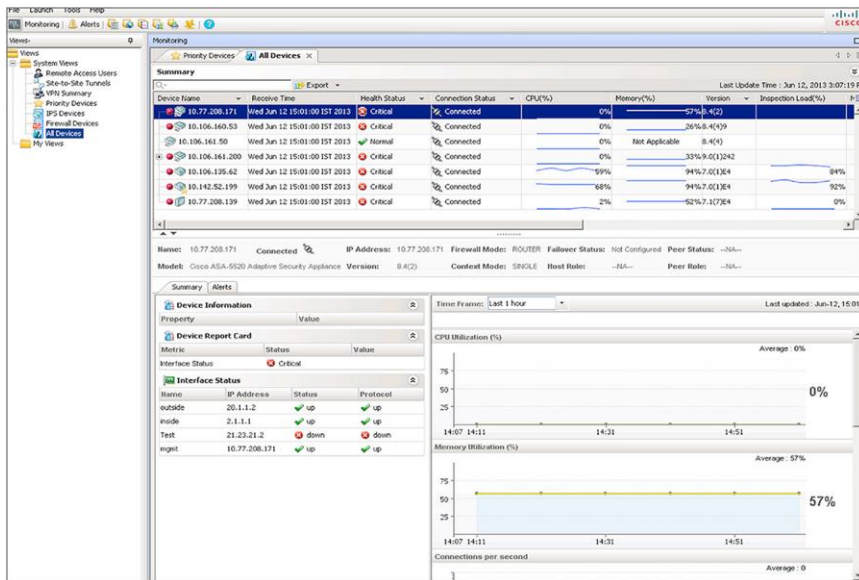 File Launch Tools Help
Monitoring Alerts
CISCO
Views
Views
System Views
Remote Access Users
Site-to-Site Tunnels
VPN Summary
Priority Devices
IPS Devices
Firewall Devices
All Devices
My Views
Monitoring
Priority Devices All Devices
Summary
Export Last Update Time : Jun 12, 2013 3:07:19 P
Device Name Receive Time Health Status Connection Status CPU(%) Memory(%) Version Inspection Load(%)
10.77.208.171 Wed Jun 12 15:01:00 IST 2013 Critical Connected 0% 57% 8.4(2)
10.106.160.53 Wed Jun 12 15:01:00 IST 2013 Critical Connected 0% 26% 8.4(4)9
10.106.161.50 Wed Jun 12 15:01:00 IST 2013 Normal Connected 0% Not Applicable 8.4(4)
10.106.161.200 Wed Jun 12 15:01:00 IST 2013 Critical Connected 0% 33% 9.0(1)242
10.106.135.62 Wed Jun 12 15:01:00 IST 2013 Critical Connected 59% 94% 7.0(1)E4 84%
10.142.52.199 Wed Jun 12 15:01:00 IST 2013 Critical Connected 68% 94% 7.0(1)E4 92%
10.77.208.139 Wed Jun 12 15:01:00 IST 2013 Critical Connected 2% 52% 7.1(7)E4 0%
Name: 10.77.208.171 Connected IP Address: 10.77.208.171 Firewall Mode: ROUTER Failover Status: Not Configured Peer Status: --NA--
Model: Cisco ASA-5520 Adaptive Security Appliance Version: 8.4(2) Context Mode: SINGLE Host Role: --NA-- Peer Role: --NA--
Summary Alerts
Device Information
Property Value
Device Report Card
Metric Status Value
Interface Status Critical
Interface Status
Name IP Address Status Protocol
outside 20.1.1.2 up up
inside 2.1.1.1 up up
Test 21.23.21.2 down down
mgmt 10.77.208.171 up up
Time Frame: Last 1 hour Last updated : Jun-12, 15:01
CPU Utilization (%)
Average : 0%
75
50
25
0%
14:07 14:11 14:31 14:51
Memory Utilization (%)
Average : 57%
75
50
25
57%
14:07 14:11 14:31 14:51
Connections per second
Average : 0